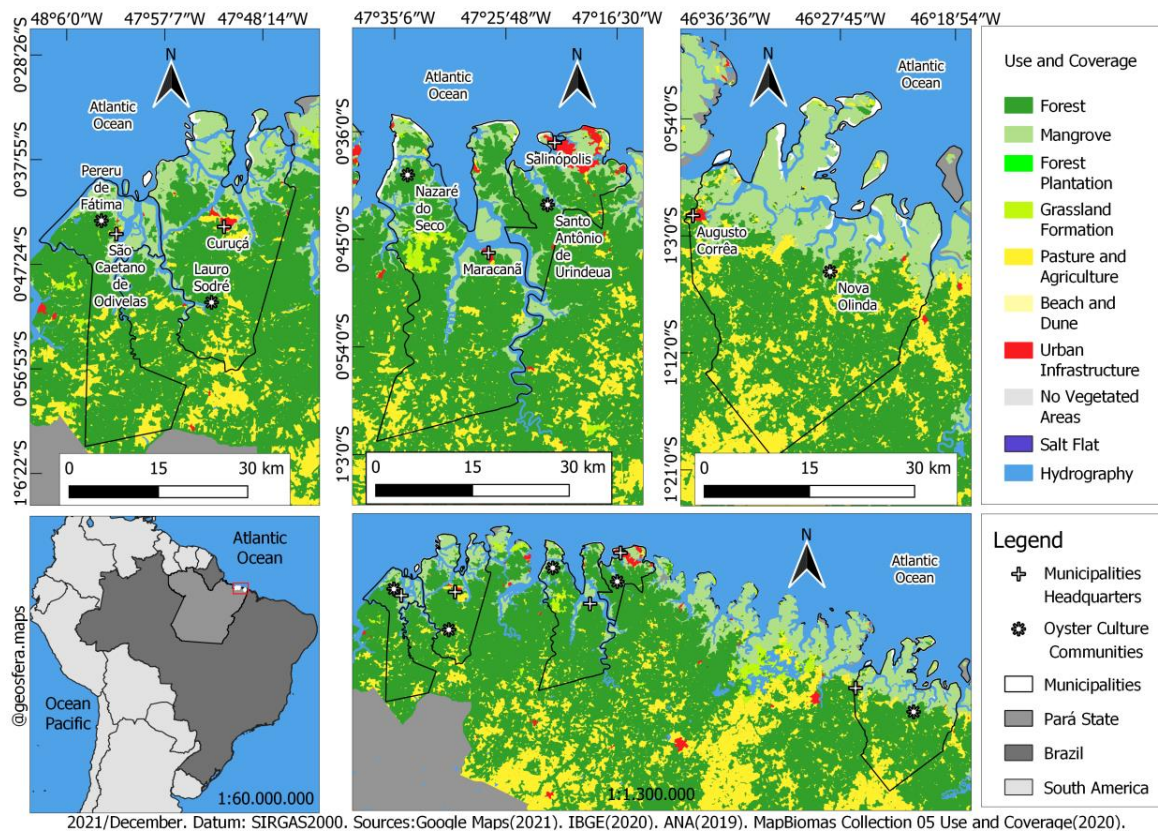 48°6′0″W 47°57′7″W 47°48′14″W
47°35′6″W 47°25′48″W 47°16′30″W
46°36′36″W 46°27′45″W 46°18′54″W
0°28′26″S
0°37′55″S
0°47′24″S
0°56′53″S
1°6′22″S
N
Atlantic
Ocean
Pereru
de
Fátima
São
Caetano
de
Odivelas
Curuçá
Lauro
Sodré
0 15 30 km
0°36′0″S
0°45′0″S
0°54′0″S
1°3′0″S
N
Atlantic
Ocean
Salinópolis
Nazaré
do
Seco
Santo
Antônio
de
Urindeua
Maracanã
0 15 30 km
0°54′0″S
1°3′0″S
1°12′0″S
1°21′0″S
N
Atlantic
Ocean
Augusto
Corrêa
Nova
Olinda
0 15 30 km
Use and Coverage
Forest
Mangrove
Forest
Plantation
Grassland
Formation
Pasture and
Agriculture
Beach and
Dune
Urban
Infrastructure
No Vegetated
Areas
Salt Flat
Hydrography
@geosfera.maps
Atlantic
Ocean
Ocean
Pacific
1:60.000.000
N
Atlantic
Ocean
1:1.300.000
Legend
Municipalities
Headquarters
Oyster Culture
Communities
Municipalities
Pará State
Brazil
South America
2021/December. Datum: SIRGAS2000. Sources:Google Maps(2021). IBGE(2020). ANA(2019). MapBiomas Collection 05 Use and Coverage(2020).